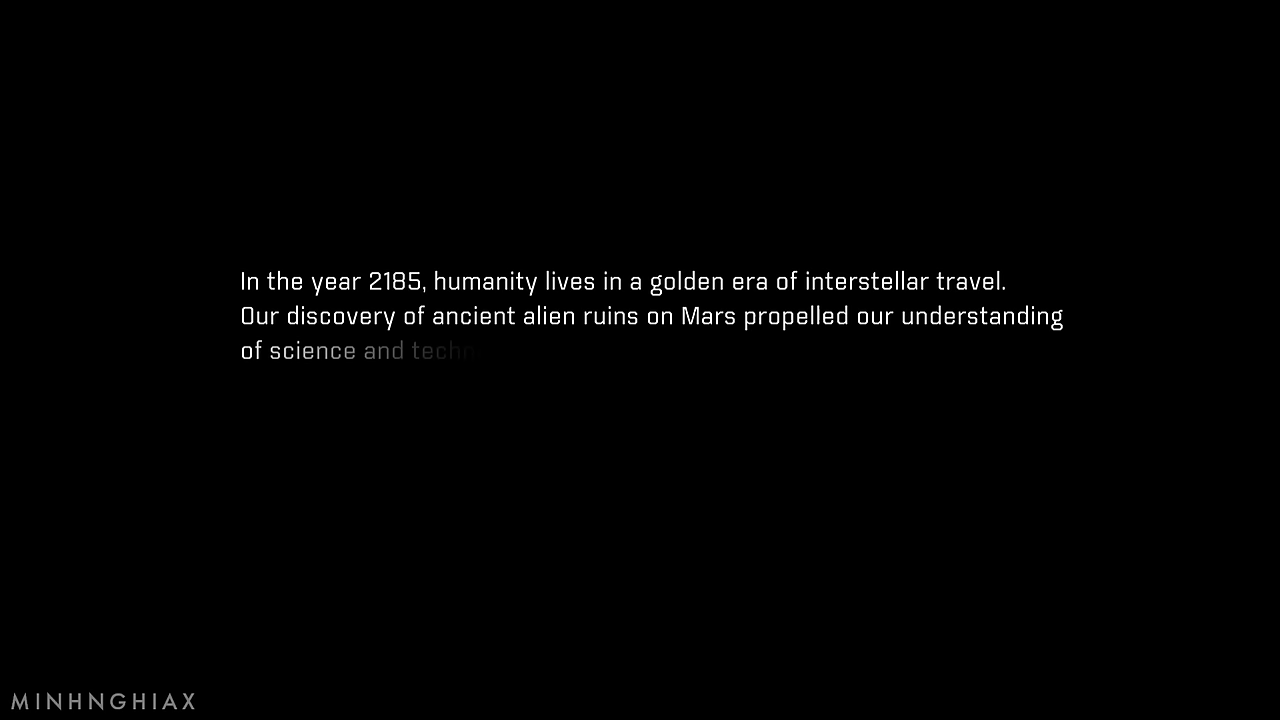 In the year 2185, humanity lives in a golden era of interstellar travel.
Our discovery of ancient alien ruins on Mars propelled our understanding
of science and techn
MINHNGHIAX